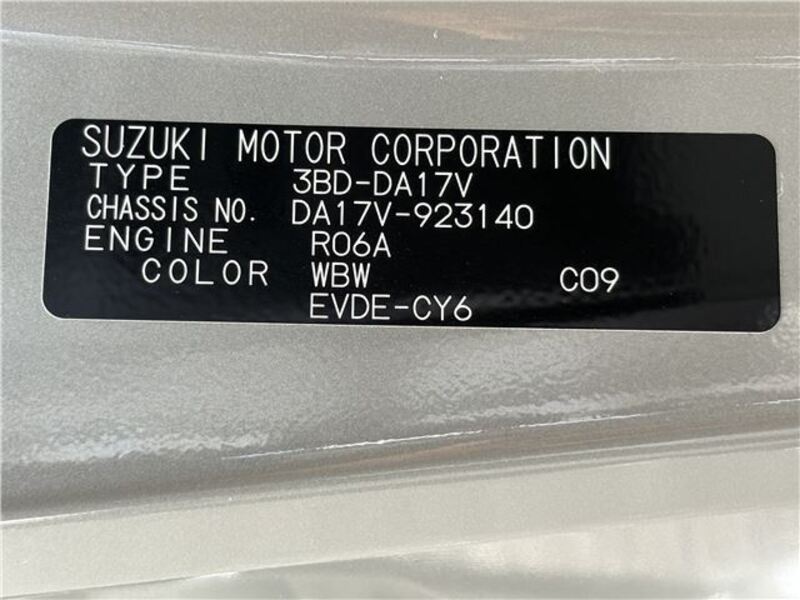 SUZUKI MOTOR CORPORATION
TYPE 3BD-DA17V
CHASSIS NO. DA17V-923140
ENGINE R06A
COLOR WBW C09
EVDE-CY6